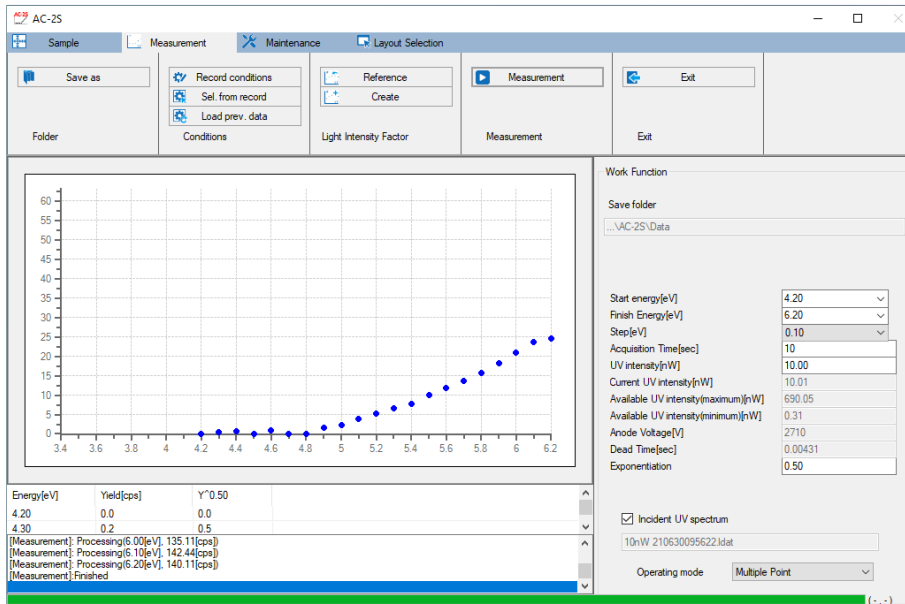 AC-2S AC-2S
Sample Measurement Maintenance Layout Selection
Save as
Folder
Record conditions
Sel. from record
Load prev. data
Conditions
Reference
Create
Light Intensity Factor
Measurement
Measurement
Exit
Exit
60
55
50
45
40
35
30
25
20
15
10
5
0
3.4 3.6 3.8 4 4.2 4.4 4.6 4.8 5 5.2 5.4 5.6 5.8 6 6.2
Energy[eV] Yield[cps] Y^0.50
4.20 0.0 0.0
4.30 0.2 0.5
[Measurement]: Processing(6.00[eV], 135.11[cps])
[Measurement]: Processing(6.10[eV], 142.44[cps])
[Measurement]: Processing(6.20[eV], 140.11[cps])
[Measurement]:Finished
Work Function
Save folder
...\AC-2S\Data
Start energy[eV] 4.20
Finish Energy[eV] 6.20
Step[eV] 0.10
Acquisition Time[sec] 10
UV intensity[nW] 10.00
Current UV intensity[nW] 10.01
Available UV intensity(maximum)[nW] 690.05
Available UV intensity(minimum)[nW] 0.31
Anode Voltage[V] 2710
Dead Time[sec] 0.00431
Exponentiation 0.50
Incident UV spectrum
10nW 210630095622.ldat
Operating mode Multiple Point
(-.-)